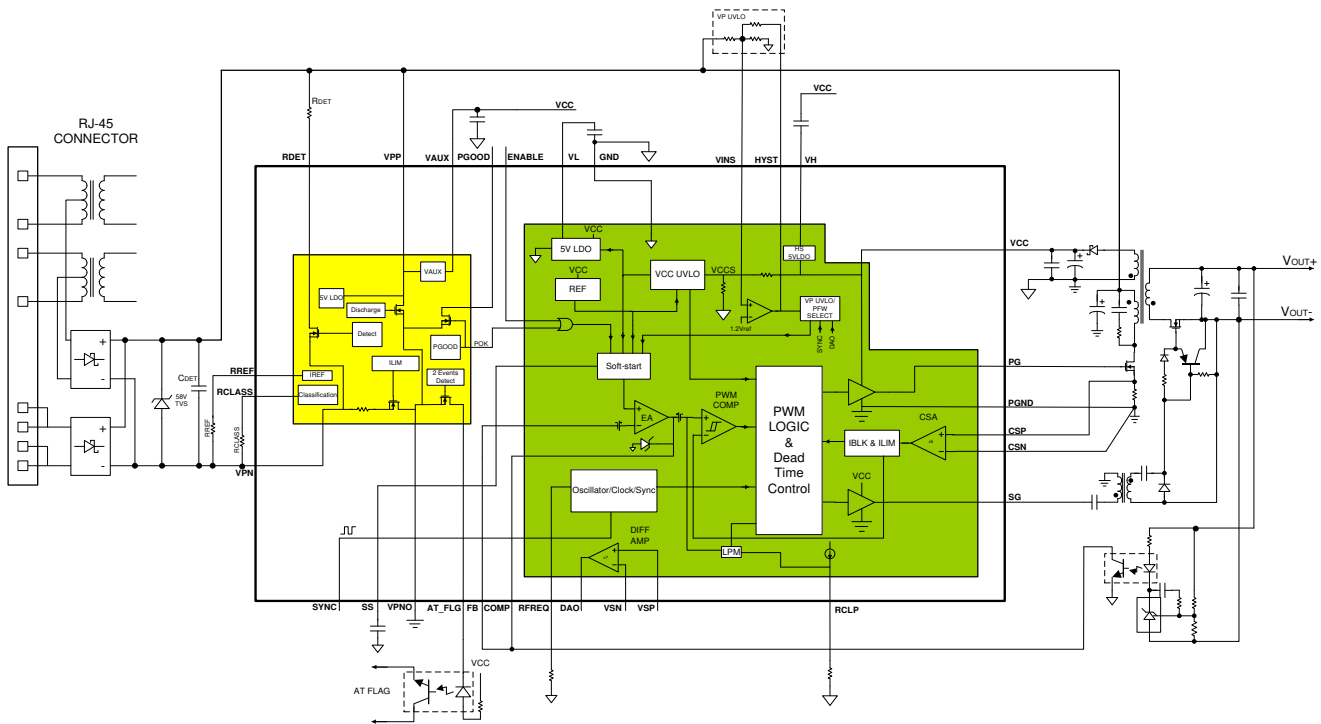 VP UVLO
RJ-45
CONNECTOR
RDET
VCC
VCC
RDET
VPP
VAUX
PGOOD
ENABLE
VL
GND
VINS
HYST
VH
VAUX
5V LDO
Discharge
Detect
PGOOD
POK
ILIM
2 Events
Detect
IREF
Classification
5V LDO
VCC
VCC
REF
VCC UVLO
VCCS
HS
5VLDO
1.2Vref
VP UVLO/
PFW
SELECT
SYNC
DAO
Soft-start
EA
PWM
COMP
PWM
LOGIC
&
Dead
Time
Control
CSA
IBLK & ILIM
VCC
Oscillator/Clock/Sync
DIFF
AMP
LPM
VCC
VOUT+
VOUT-
PG
PGND
CSP
CSN
SG
RREF
RCLASS
CDET
58V
TVS
RREF
RCLASS
VPN
SYNC
SS
VPNO
AT_FLG
FB
COMP
RFREQ
DAO
VSN
VSP
RCLP
VCC
AT FLAG